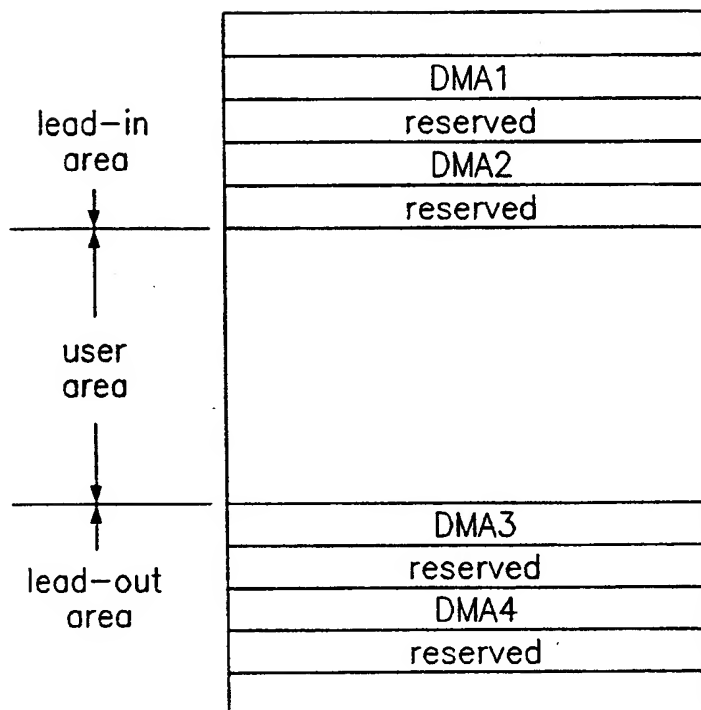 DMA1
reserved
DMA2
reserved
lead-in
area
user
area
DMA3
reserved
DMA4
reserved
lead-out
area